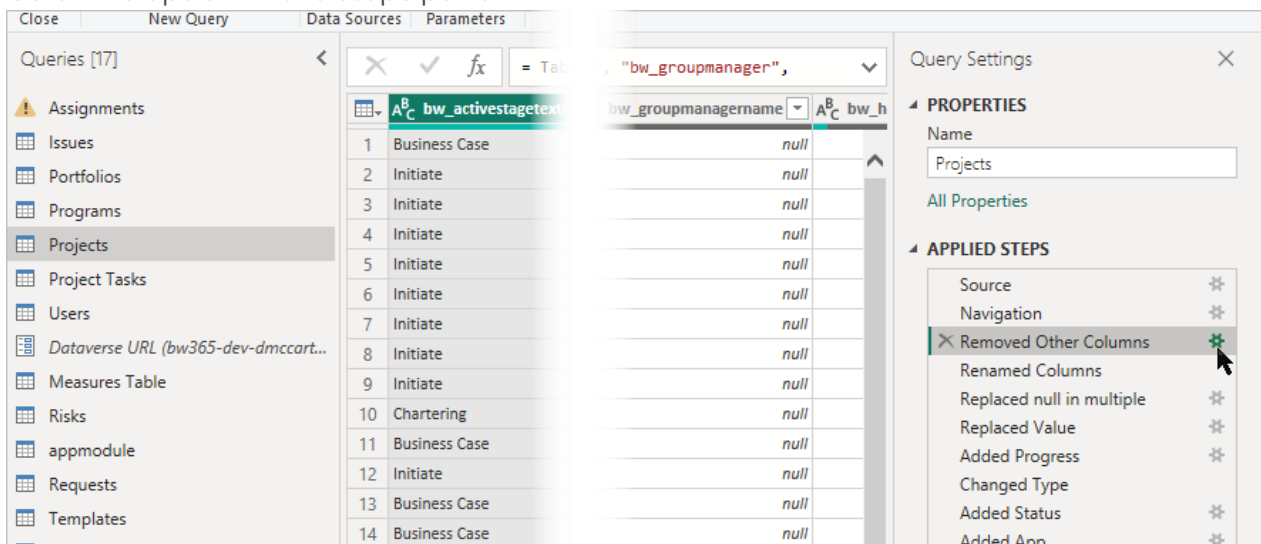 Close New Query Data Sources Parameters
Queries [17]
Assignments
Issues
Portfolios
Programs
Projects
Project Tasks
Users
Dataverse URL (bw365-dev-dmccart...
Measures Table
Risks
appmodule
Requests
Templates
fx = Tab , "bw_groupmanager",
ABC bw_activestagetext bw_groupmanagername ABC bw_h
1 Business Case null
2 Initiate null
3 Initiate null
4 Initiate null
5 Initiate null
6 Initiate null
7 Initiate null
8 Initiate null
9 Initiate null
10 Chartering null
11 Business Case null
12 Initiate null
13 Business Case null
14 Business Case null
Query Settings
PROPERTIES
Name
Projects
All Properties
APPLIED STEPS
Source
Navigation
Removed Other Columns
Renamed Columns
Replaced null in multiple
Replaced Value
Added Progress
Changed Type
Added Status
Added App